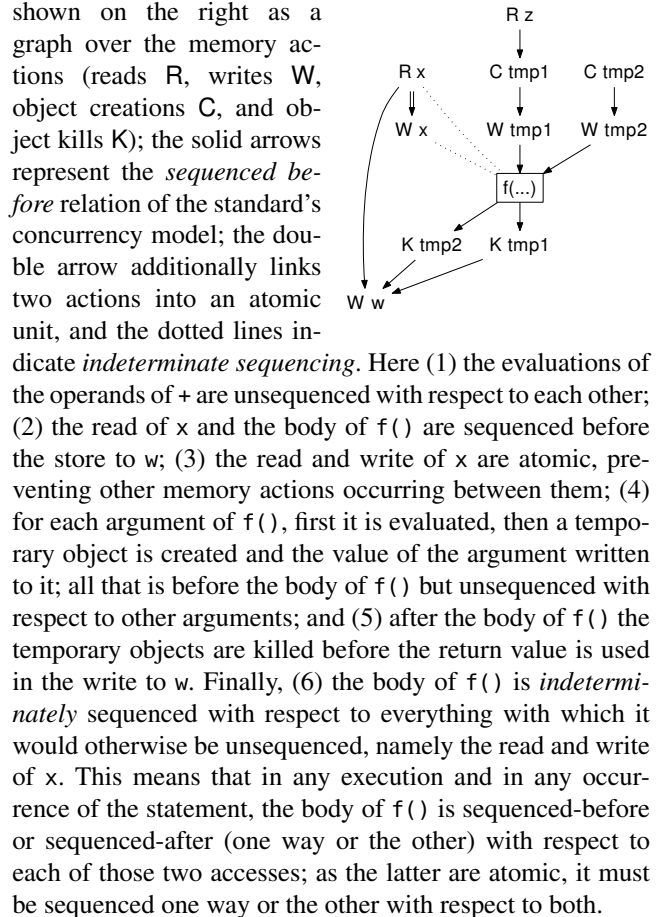 shown on the right as a
graph over the memory ac-
tions (reads R, writes W,
object creations C, and ob-
ject kills K); the solid arrows
represent the sequenced be-
fore relation of the standard's
concurrency model; the dou-
ble arrow additionally links
two actions into an atomic
unit, and the dotted lines in-
R z
R x C tmp1 C tmp2
W x W tmp1 W tmp2
f(...)
K tmp2 K tmp1
W w
dicate indeterminate sequencing. Here (1) the evaluations of
the operands of + are unsequenced with respect to each other;
(2) the read of x and the body of f() are sequenced before
the store to w; (3) the read and write of x are atomic, pre-
venting other memory actions occurring between them; (4)
for each argument of f(), first it is evaluated, then a tempo-
rary object is created and the value of the argument written
to it; all that is before the body of f() but unsequenced with
respect to other arguments; and (5) after the body of f() the
temporary objects are killed before the return value is used
in the write to w. Finally, (6) the body of f() is indetermi-
nately sequenced with respect to everything with which it
would otherwise be unsequenced, namely the read and write
of x. This means that in any execution and in any occur-
rence of the statement, the body of f() is sequenced-before
or sequenced-after (one way or the other) with respect to
each of those two accesses; as the latter are atomic, it must
be sequenced one way or the other with respect to both.